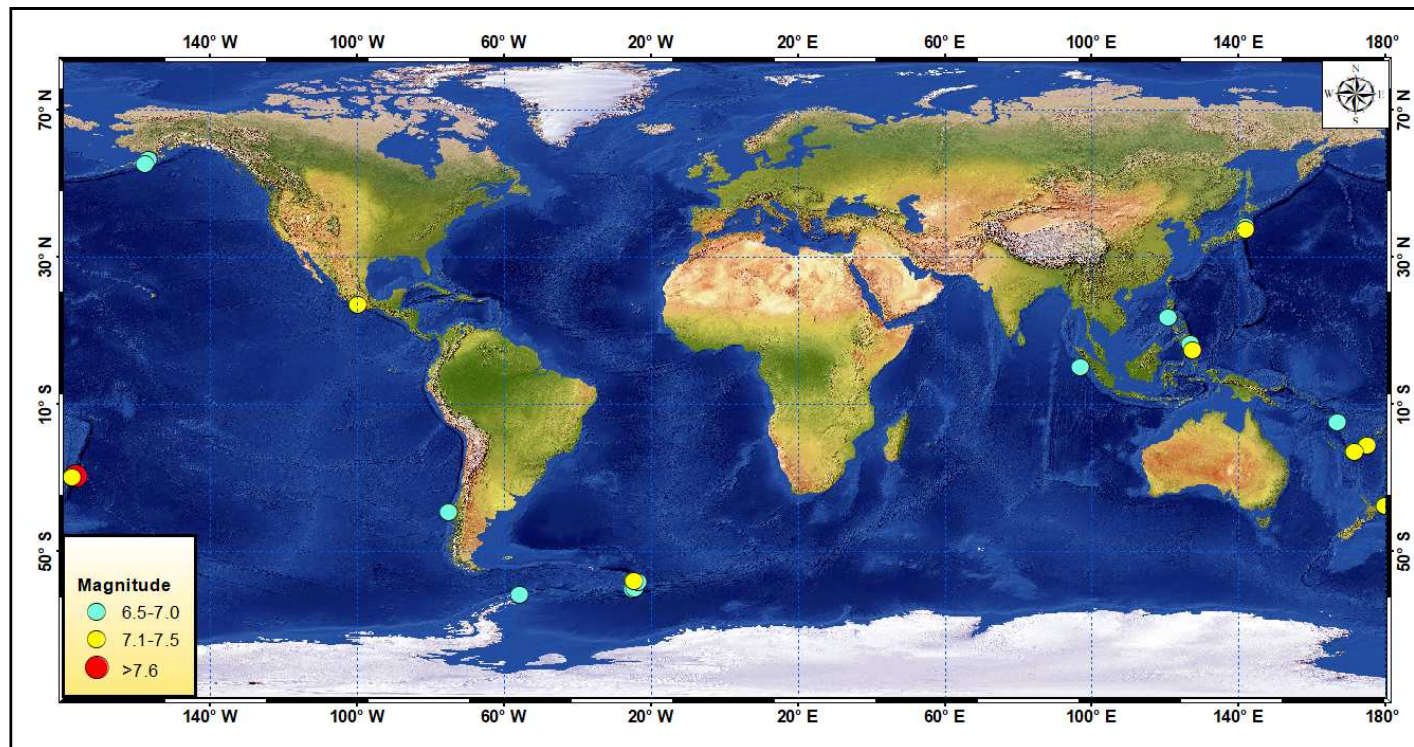 140° W 100° W 60° W 20° W 20° E 60° E 100° E 140° E 180°
N
W E
S
70° N 70° N
30° N 30° N
10° S 10° S
50° S 50° S
Magnitude
6.5-7.0
7.1-7.5
>7.6
140° W 100° W 60° W 20° W 20° E 60° E 100° E 140° E 180°